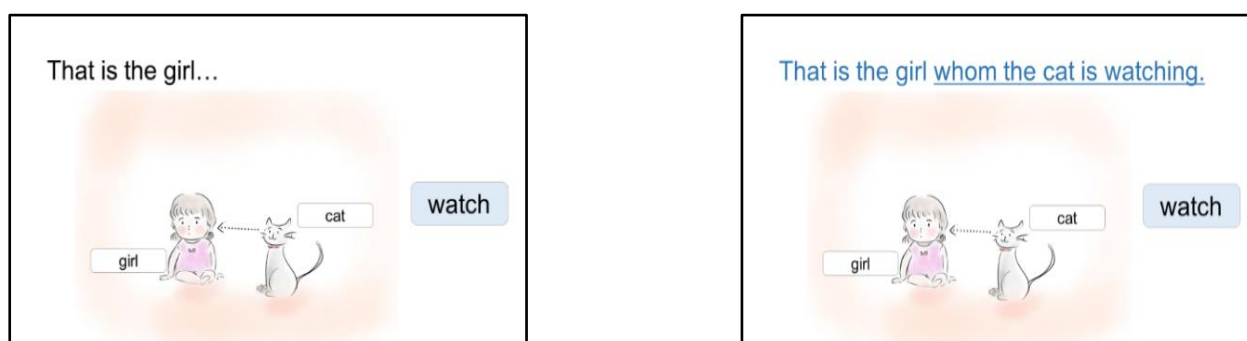 That is the girl…
cat
watch
girl
That is the girl whom the cat is watching.
cat
watch
girl